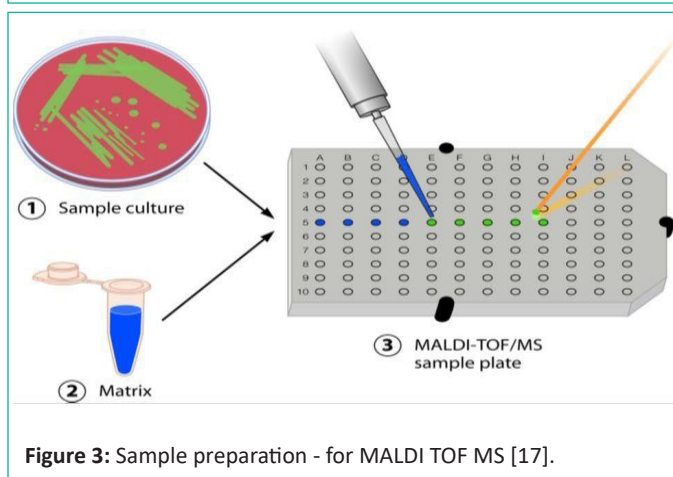 1 Sample culture
2 Matrix
A B C D E F G H I J K L
1
2
3
4
5
6
7
8
9
10
3 MALDI-TOF/MS
sample plate
Figure 3: Sample preparation - for MALDI TOF MS [17].